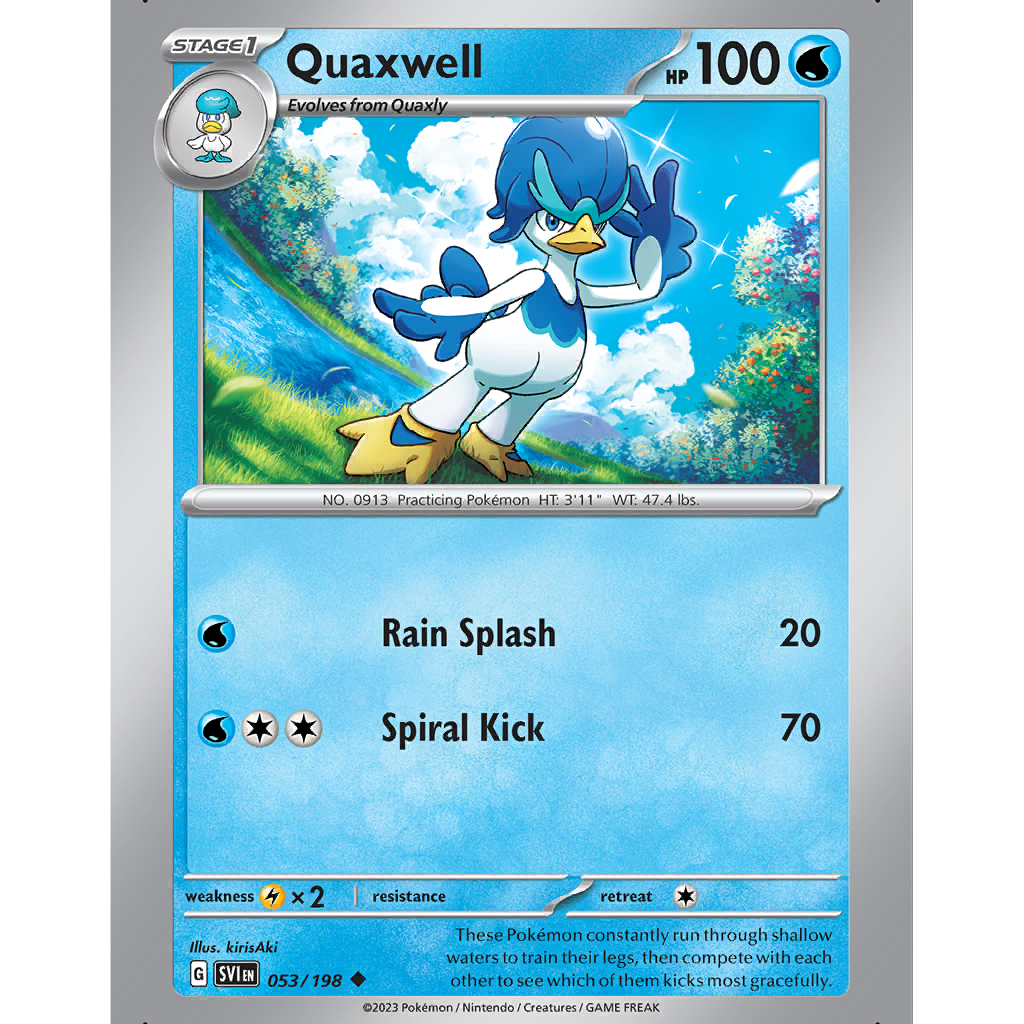 STAGE1
Quaxwell
HP 100
Evolves from Quaxly
NO. 0913 Practicing Pokémon HT: 3'11" WT: 47.4 lbs.
Rain Splash 20
Spiral Kick 70
weakness ×2 resistance retreat
Illus. kirisAki
These Pokémon constantly run through shallow
waters to train their legs, then compete with each
other to see which of them kicks most gracefully.
G SVI EN 053/198
©2023 Pokémon / Nintendo / Creatures / GAME FREAK